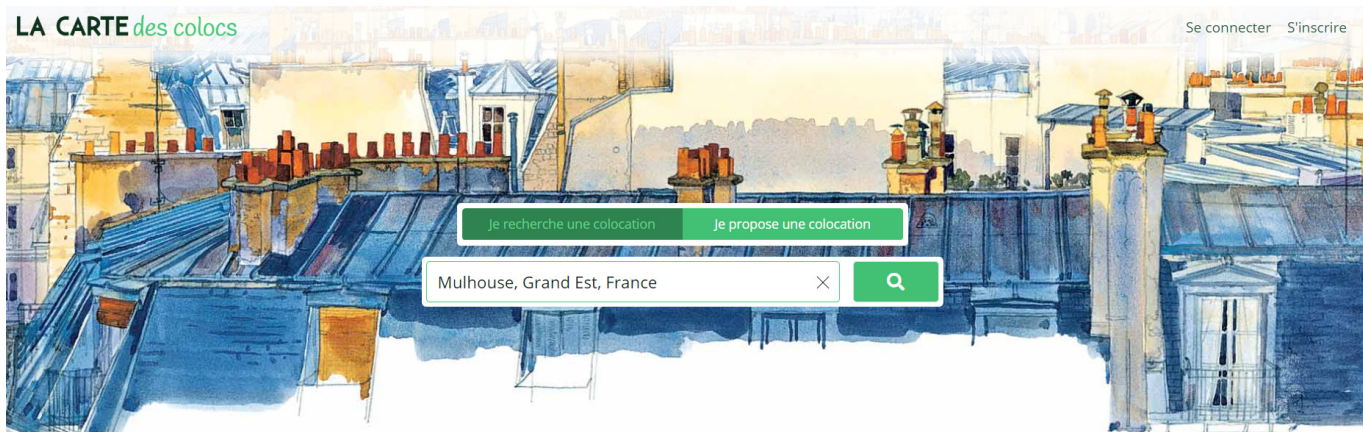 LA CARTE des colocs
Se connecter S'inscrire
Je recherche une colocation Je propose une colocation
Mulhouse, Grand Est, France